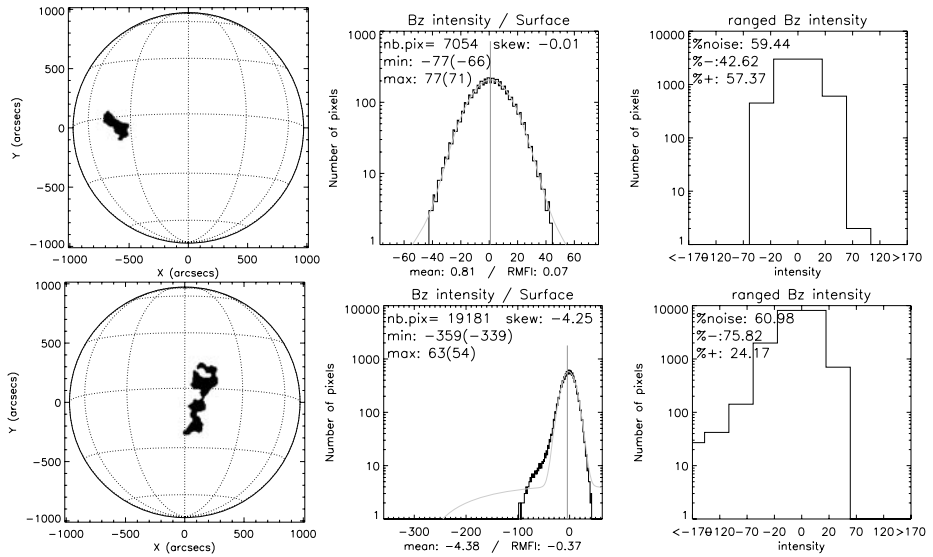 Bz intensity / Surface
ranged Bz intensity
1000
500
0
-500
-1000
Y (arcsecs)
-1000 -500 0 500 1000
X (arcsecs)
nb.pix= 7054 skew: -0.01
min: -77(-66)
max: 77(71)
1000
100
10
1
Number of pixels
-60 -40 -20 0 20 40 60
mean: 0.81 / RMFI: 0.07
%noise: 59.44
%-:42.62
%+: 57.37
10000
1000
100
10
1
Number of pixels
<-170-120 -70 -20 20 70 120>170
intensity
Bz intensity / Surface
ranged Bz intensity
1000
500
0
-500
-1000
Y (arcsecs)
-1000 -500 0 500 1000
X (arcsecs)
nb.pix= 19181 skew: -4.25
min: -359(-339)
max: 63(54)
10000
1000
100
10
1
Number of pixels
-300 -200 -100 0
mean: -4.38 / RMFI: -0.37
%noise: 60.98
%-:75.82
%+: 24.17
10000
1000
100
10
1
Number of pixels
<-170-120 -70 -20 20 70 120>170
intensity